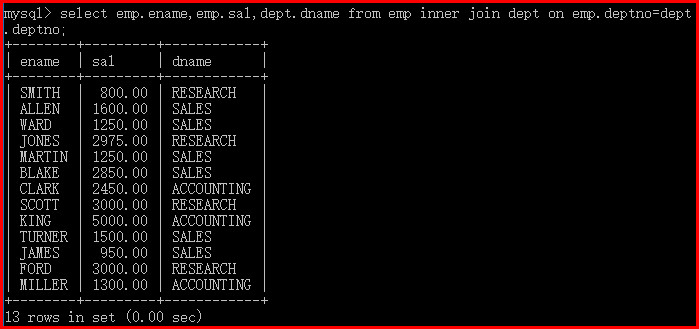 mysql> select emp.ename,emp.sal,dept.dname from emp inner join dept on emp.deptno=dept
.deptno;
+--------+---------+------------+
| ename  | sal     | dname      |
+--------+---------+------------+
| SMITH  |  800.00 | RESEARCH   |
| ALLEN  | 1600.00 | SALES      |
| WARD   | 1250.00 | SALES      |
| JONES  | 2975.00 | RESEARCH   |
| MARTIN | 1250.00 | SALES      |
| BLAKE  | 2850.00 | SALES      |
| CLARK  | 2450.00 | ACCOUNTING |
| SCOTT  | 3000.00 | RESEARCH   |
| KING   | 5000.00 | ACCOUNTING |
| TURNER | 1500.00 | SALES      |
| JAMES  |  950.00 | SALES      |
| FORD   | 3000.00 | RESEARCH   |
| MILLER | 1300.00 | ACCOUNTING |
+--------+---------+------------+
13 rows in set (0.00 sec)